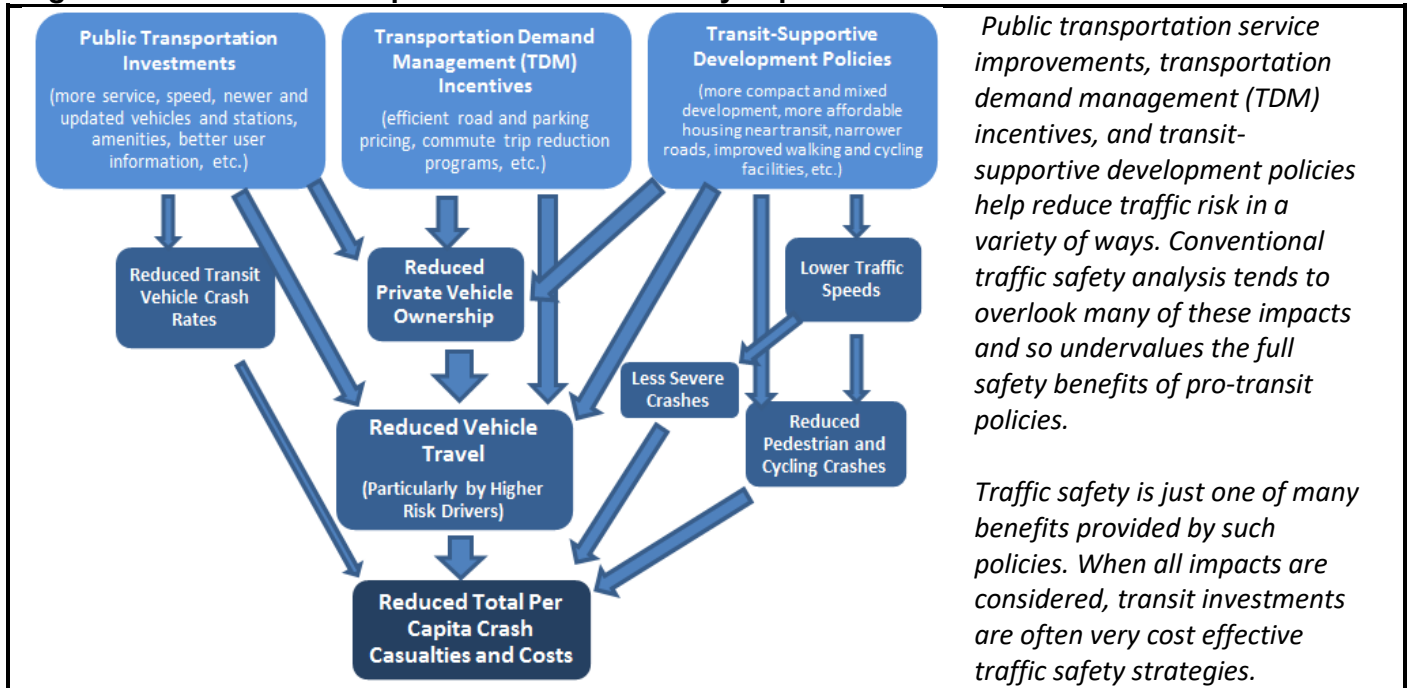 Public Transportation
Investments
(more service, speed, newer and
updated vehicles and stations,
amenities, better user
information, etc.)
Transportation Demand
Management (TDM)
Incentives
(efficient road and parking
pricing, commute trip reduction
programs, etc.)
Transit-Supportive
Development Policies
(more compact and mixed
development, more affordable
housing near transit, narrower
roads, improved walking and cycling
facilities, etc.)
Reduced Transit
Vehicle Crash
Rates
Reduced
Private Vehicle
Ownership
Lower Traffic
Speeds
Less Severe
Crashes
Reduced
Pedestrian and
Cycling Crashes
Reduced Vehicle
Travel
(Particularly by Higher
Risk Drivers)
Reduced Total Per
Capita Crash
Casualties and Costs
Public transportation service
improvements, transportation
demand management (TDM)
incentives, and transit-
supportive development policies
help reduce traffic risk in a
variety of ways. Conventional
traffic safety analysis tends to
overlook many of these impacts
and so undervalues the full
safety benefits of pro-transit
policies.
Traffic safety is just one of many
benefits provided by such
policies. When all impacts are
considered, transit investments
are often very cost effective
traffic safety strategies.